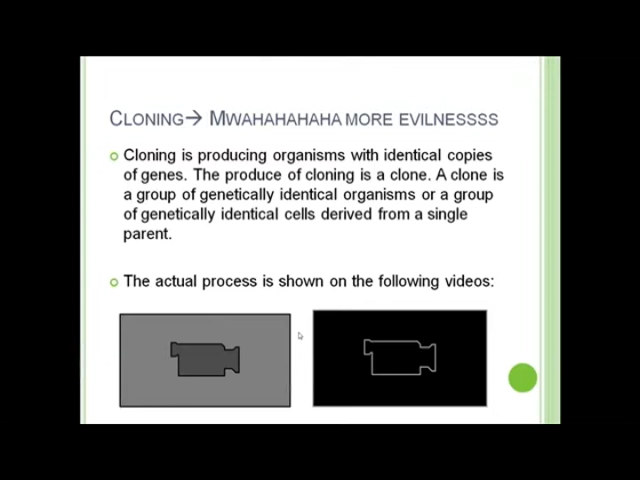 CLONING→ MWAHAHAHAHA MORE EVILNESSSS
Cloning is producing organisms with identical copies
of genes. The produce of cloning is a clone. A clone is
a group of genetically identical organisms or a group
of genetically identical cells derived from a single
parent.
The actual process is shown on the following videos: